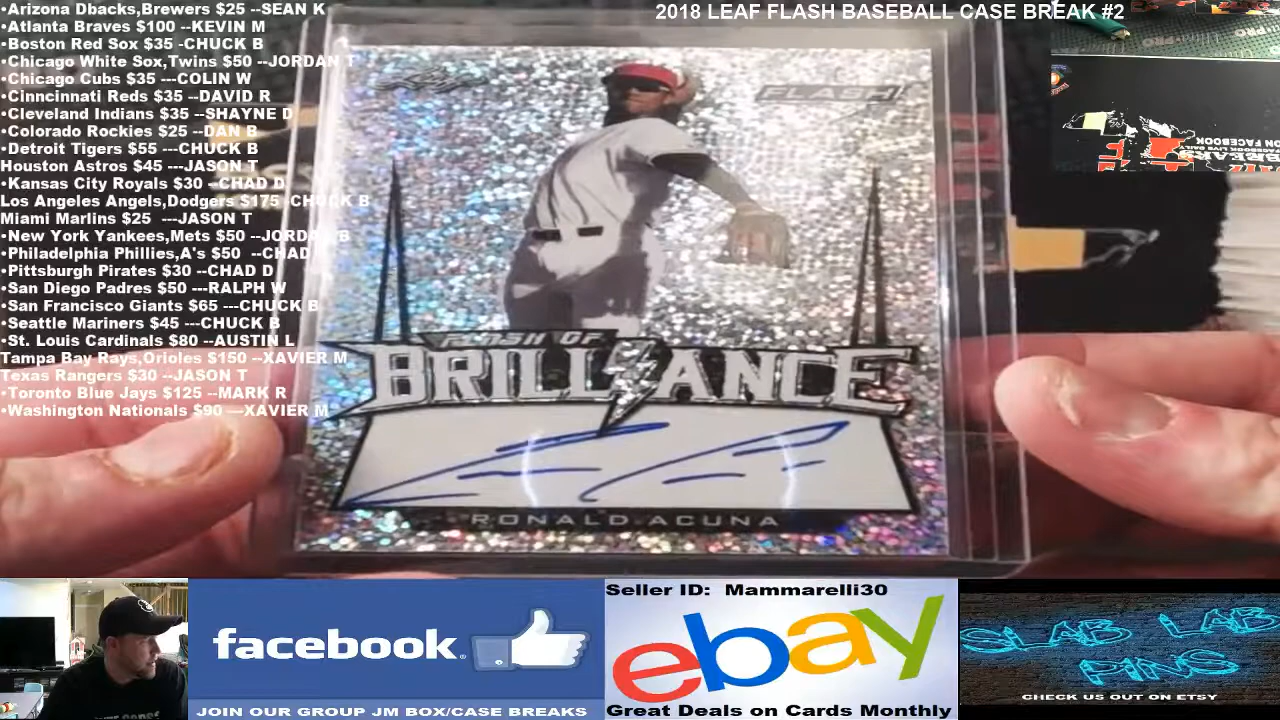 •Arizona Dbacks,Brewers $25 --SEAN K
•Atlanta Braves $100 --KEVIN M
•Boston Red Sox $35 -CHUCK B
•Chicago White Sox,Twins $50 --JORDAN T
•Chicago Cubs $35 ---COLIN W
•Cinncinnati Reds $35 --DAVID R
•Cleveland Indians $35 --SHAYNE D
•Colorado Rockies $25 --DAN B
•Detroit Tigers $55 --CHUCK B
Houston Astros $45 ---JASON T
•Kansas City Royals $30 --CHAD D
Los Angeles Angels,Dodgers $175 -CHUCK B
Miami Marlins $25 ---JASON T
•New York Yankees,Mets $50 --JORDAN B
•Philadelphia Phillies,A's $50 --CHAD
•Pittsburgh Pirates $30 --CHAD D
•San Diego Padres $50 ---RALPH W
•San Francisco Giants $65 ---CHUCK B
•Seattle Mariners $45 ---CHUCK B
•St. Louis Cardinals $80 --AUSTIN L
Tampa Bay Rays,Orioles $150 --XAVIER M
Texas Rangers $30 --JASON T
•Toronto Blue Jays $125 --MARK R
•Washington Nationals $90 ---XAVIER M
2018 LEAF FLASH BASEBALL CASE BREAK #2
Leaf
FLASH
FLASH OF
BRILLIANCE
RONALD ACUNA
ON FACEBOOK
BREAKS
facebook.
JOIN OUR GROUP JM BOX/CASE BREAKS
Seller ID: Mammarelli30
ebay
Great Deals on Cards Monthly
SLAB LAB
PINS
CHECK US OUT ON ETSY